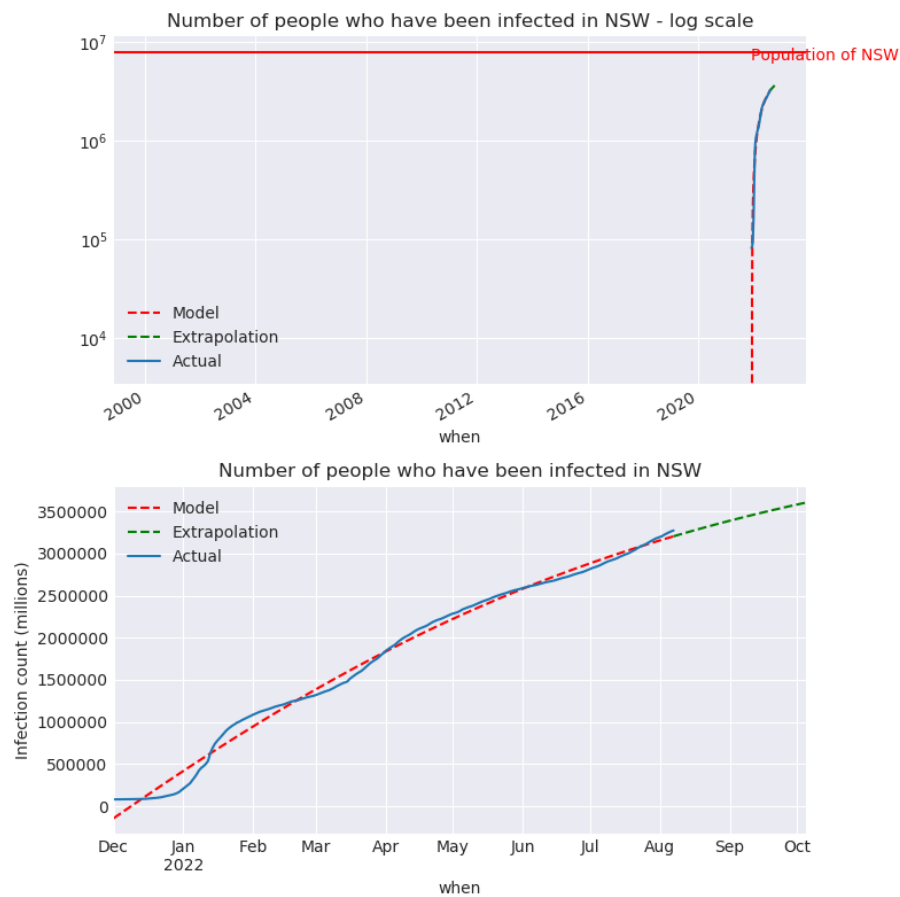 Number of people who have been infected in NSW - log scale
10^7
Population of NSW
10^6
10^5
10^4
Model
Extrapolation
Actual
2000 2004 2008 2012 2016 2020
when
Number of people who have been infected in NSW
Infection count (millions)
3500000
3000000
2500000
2000000
1500000
1000000
500000
0
Model
Extrapolation
Actual
Dec Jan Feb Mar Apr May Jun Jul Aug Sep Oct
2022
when